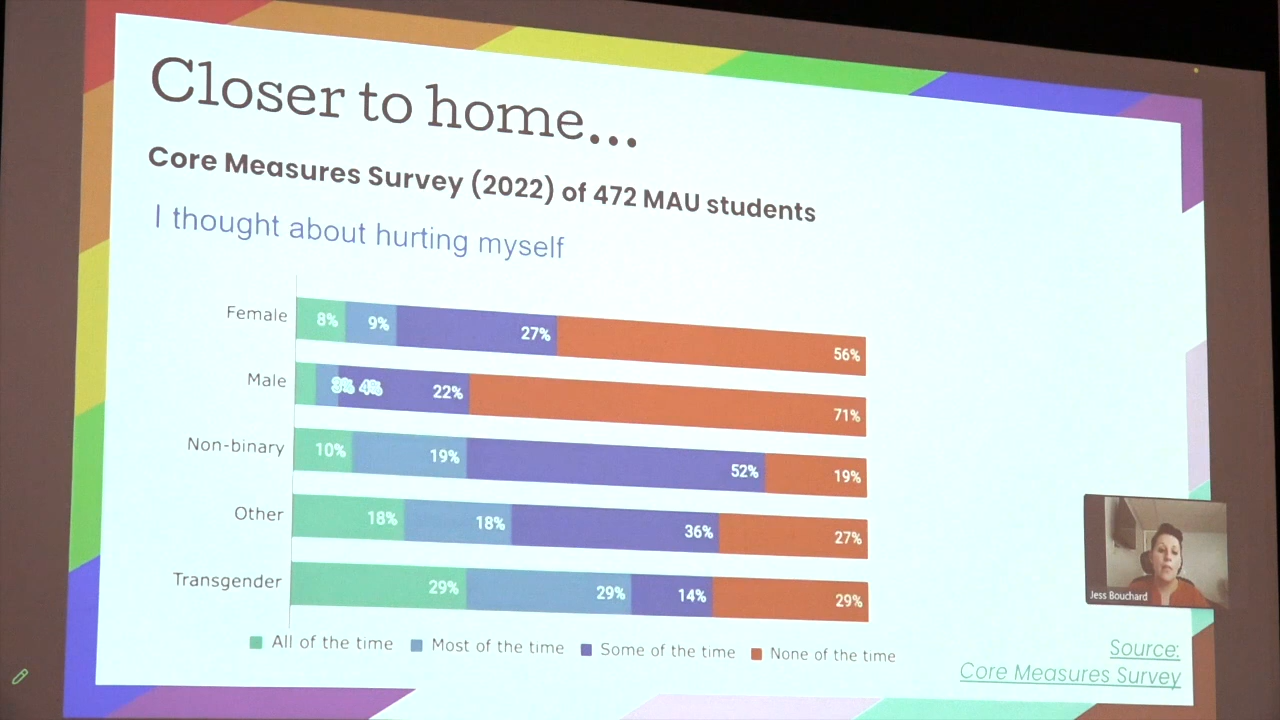 Closer to home...
Core Measures Survey (2022) of 472 MAU students
I thought about hurting myself
Female 8% 9% 27% 56%
Male 3% 4% 22% 71%
Non-binary 10% 19% 52% 19%
Other 18% 18% 36% 27%
Transgender 29% 29% 14% 29%
All of the time Most of the time Some of the time None of the time
Jess Bouchard
Source:
Core Measures Survey